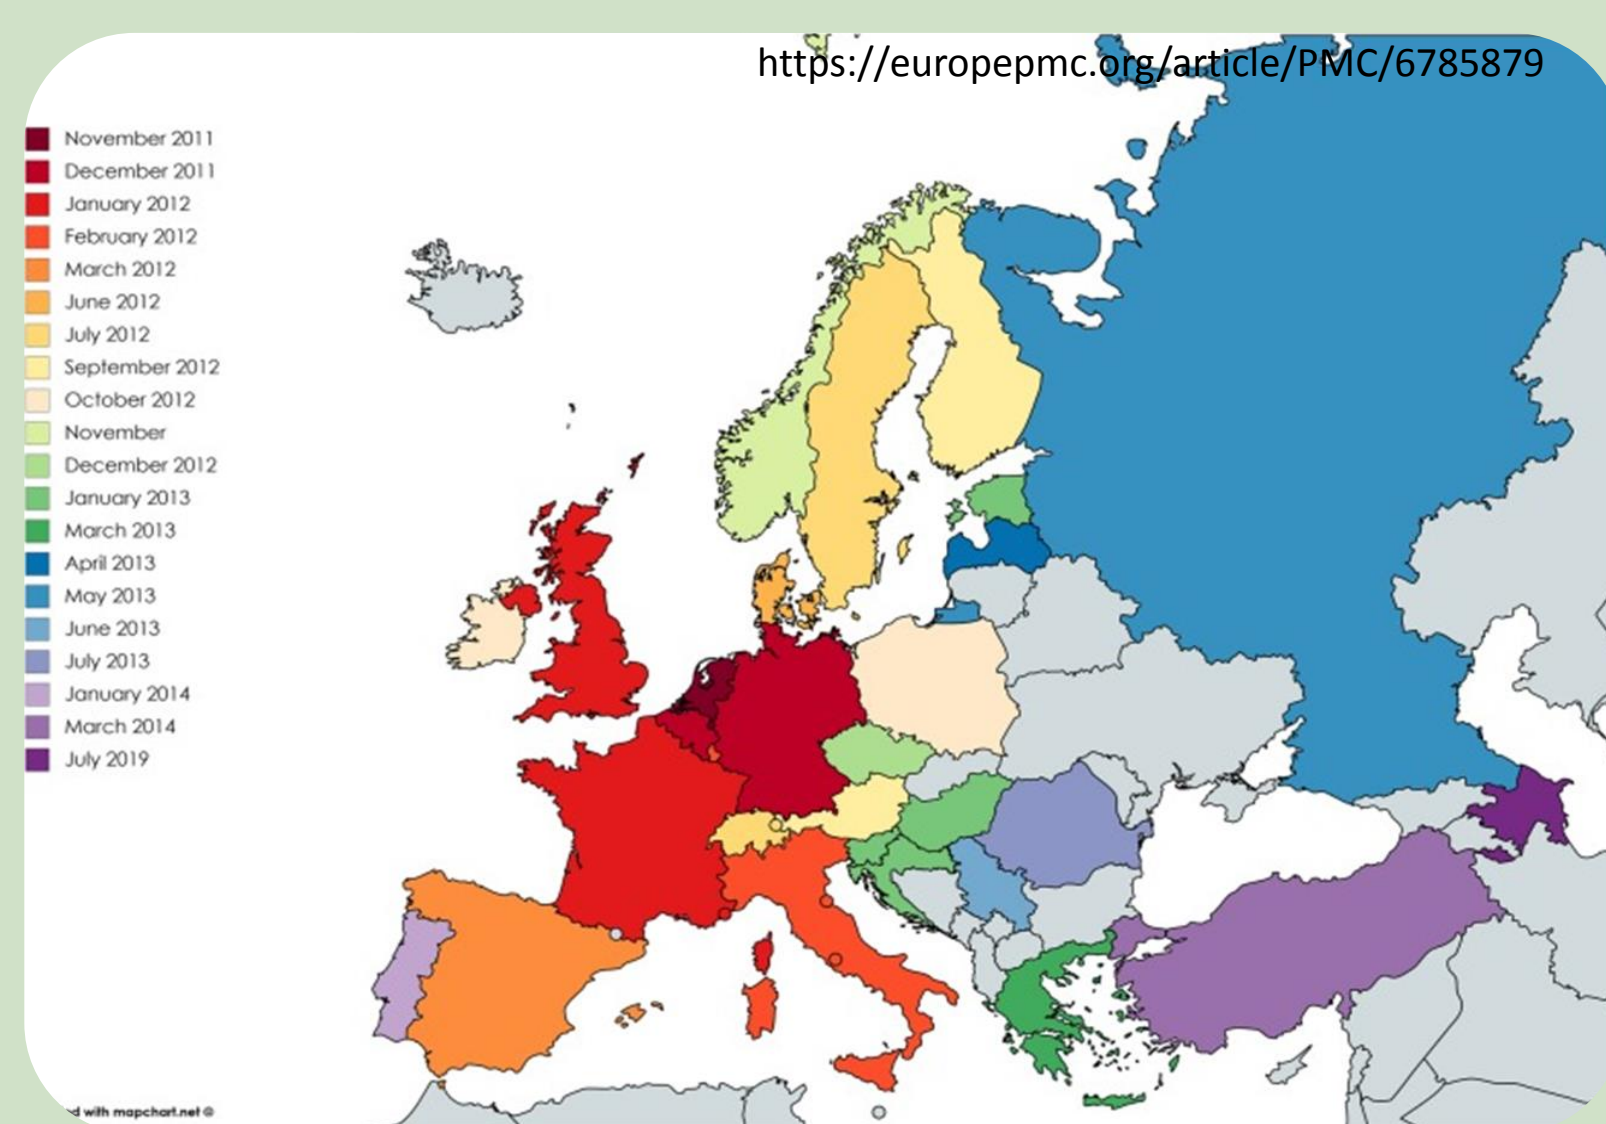 https://europepmc.org/article/PMC/6785879
November 2011
December 2011
January 2012
February 2012
March 2012
June 2012
July 2012
September 2012
October 2012
November
December 2012
January 2013
March 2013
April 2013
May 2013
June 2013
July 2013
January 2014
March 2014
July 2019
d with mapchart.net ©